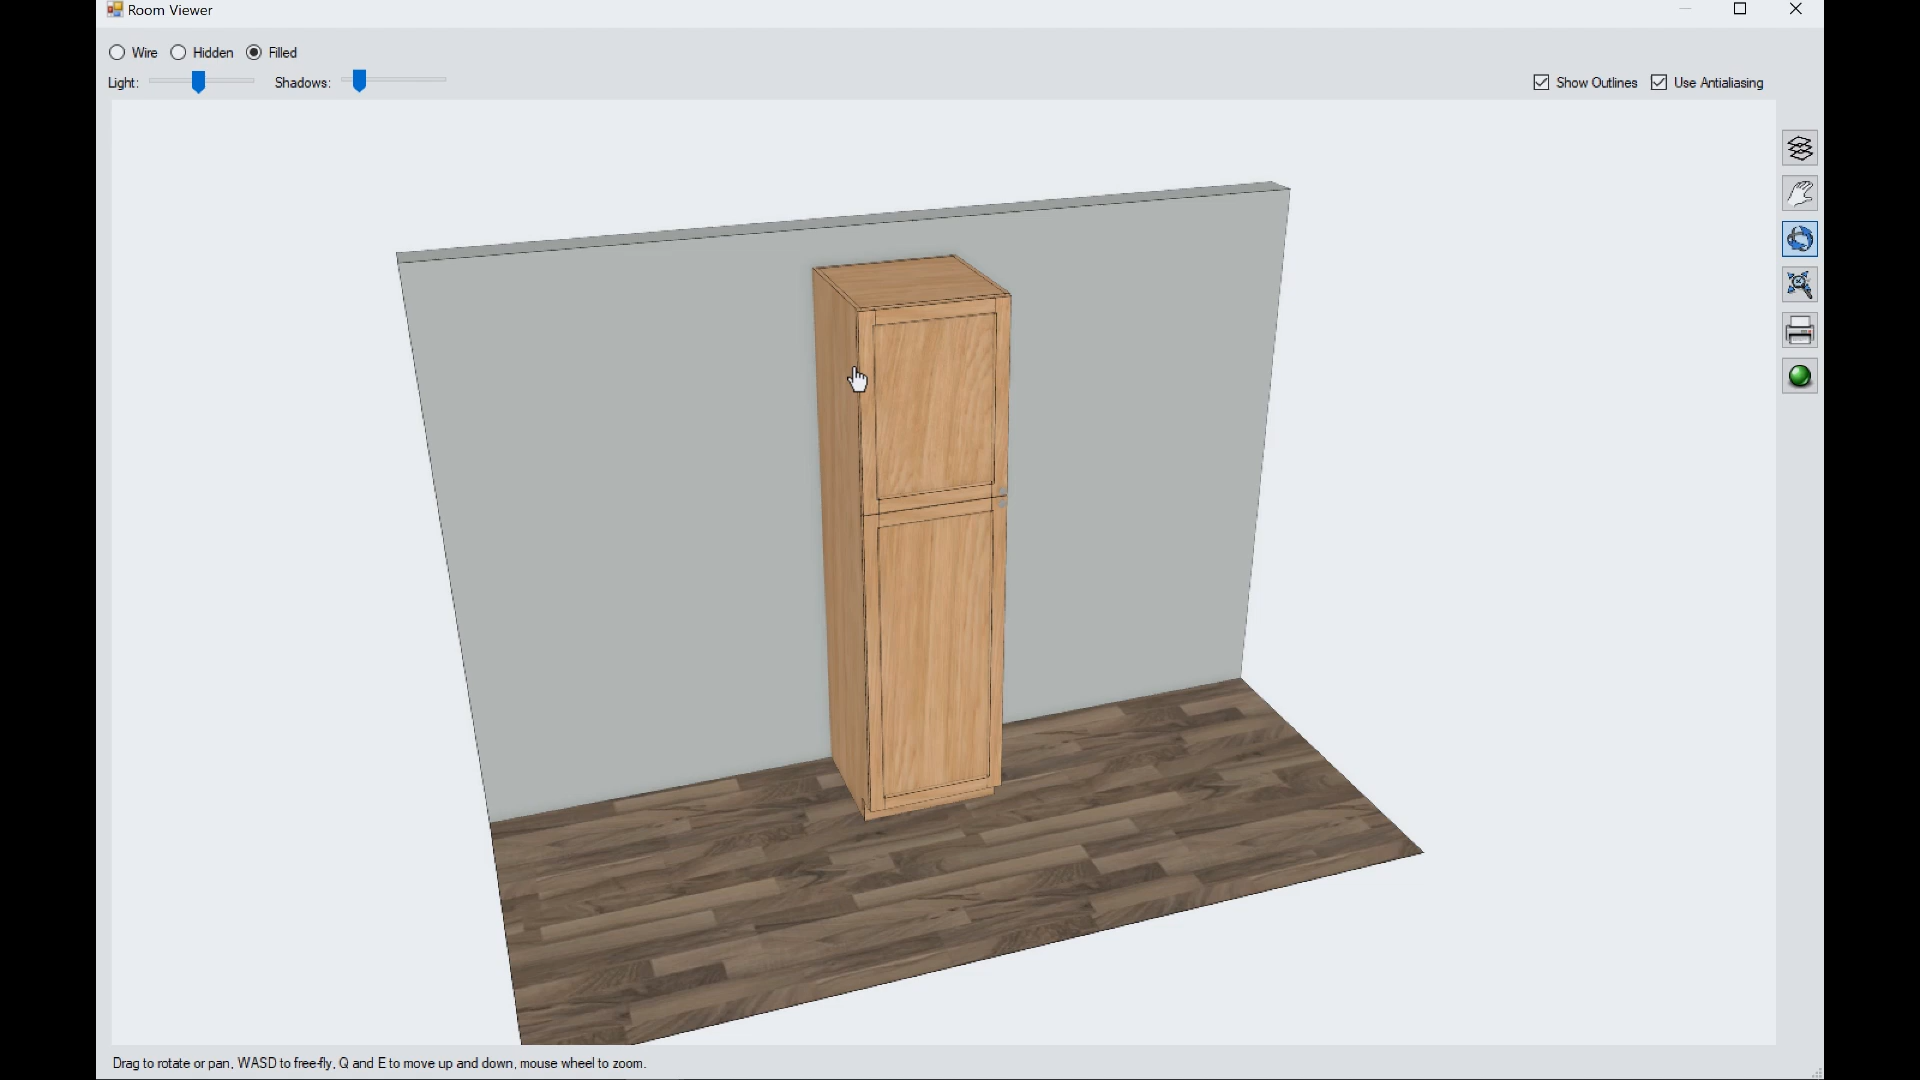 Room Viewer
Wire Hidden Filled
Light: Shadows: Show Outlines Use Antialiasing
Drag to rotate or pan, WASD to free-fly, Q and E to move up and down, mouse wheel to zoom.